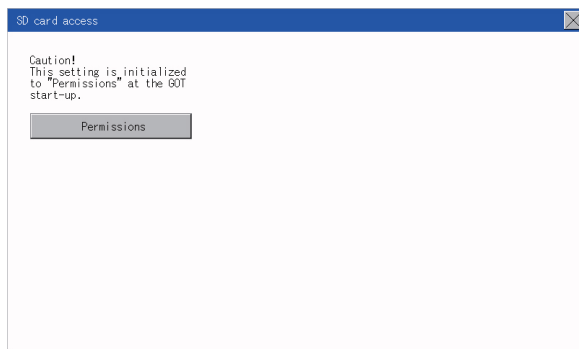 SD card access
Caution!
This setting is initialized
to "Permissions" at the GOT
start-up.
Permissions